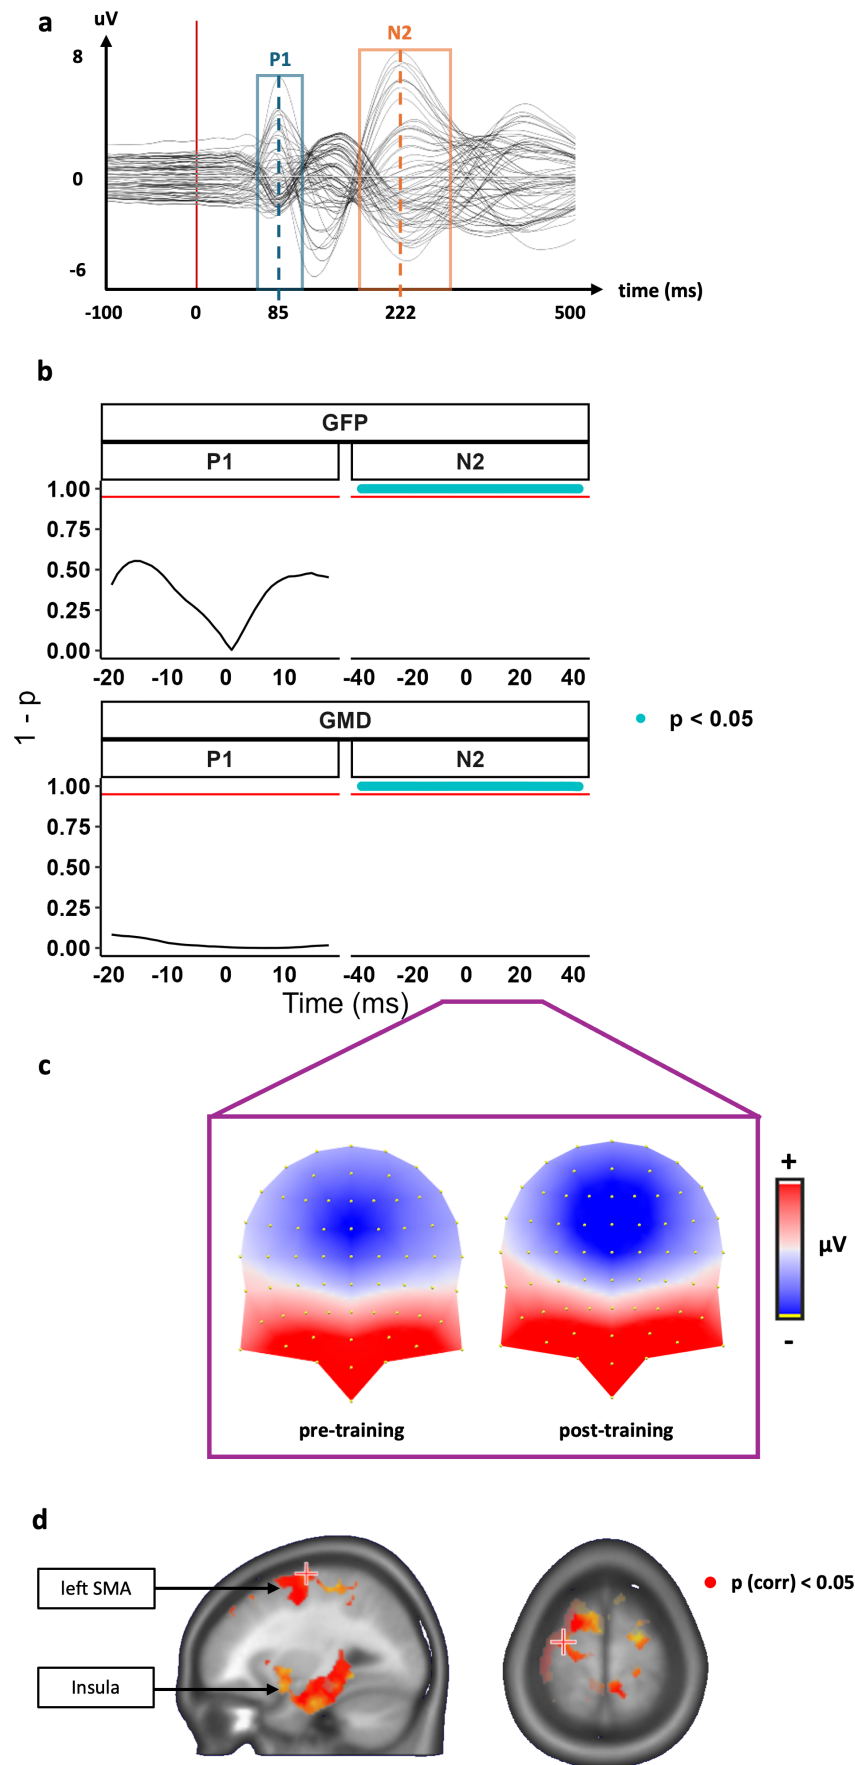 a
uV
8
0
-6
P1
N2
-100 0 85 222 500
time (ms)
b
GFP
P1 N2
1.00
0.75
0.50
0.25
0.00
-20 -10 0 10 -40 -20 0 20 40
1 - p
p < 0.05
GMD
P1 N2
1.00
0.75
0.50
0.25
0.00
-20 -10 0 10 -40 -20 0 20 40
Time (ms)
c
+
µV
-
pre-training post-training
d
left SMA
Insula
p (corr) < 0.05